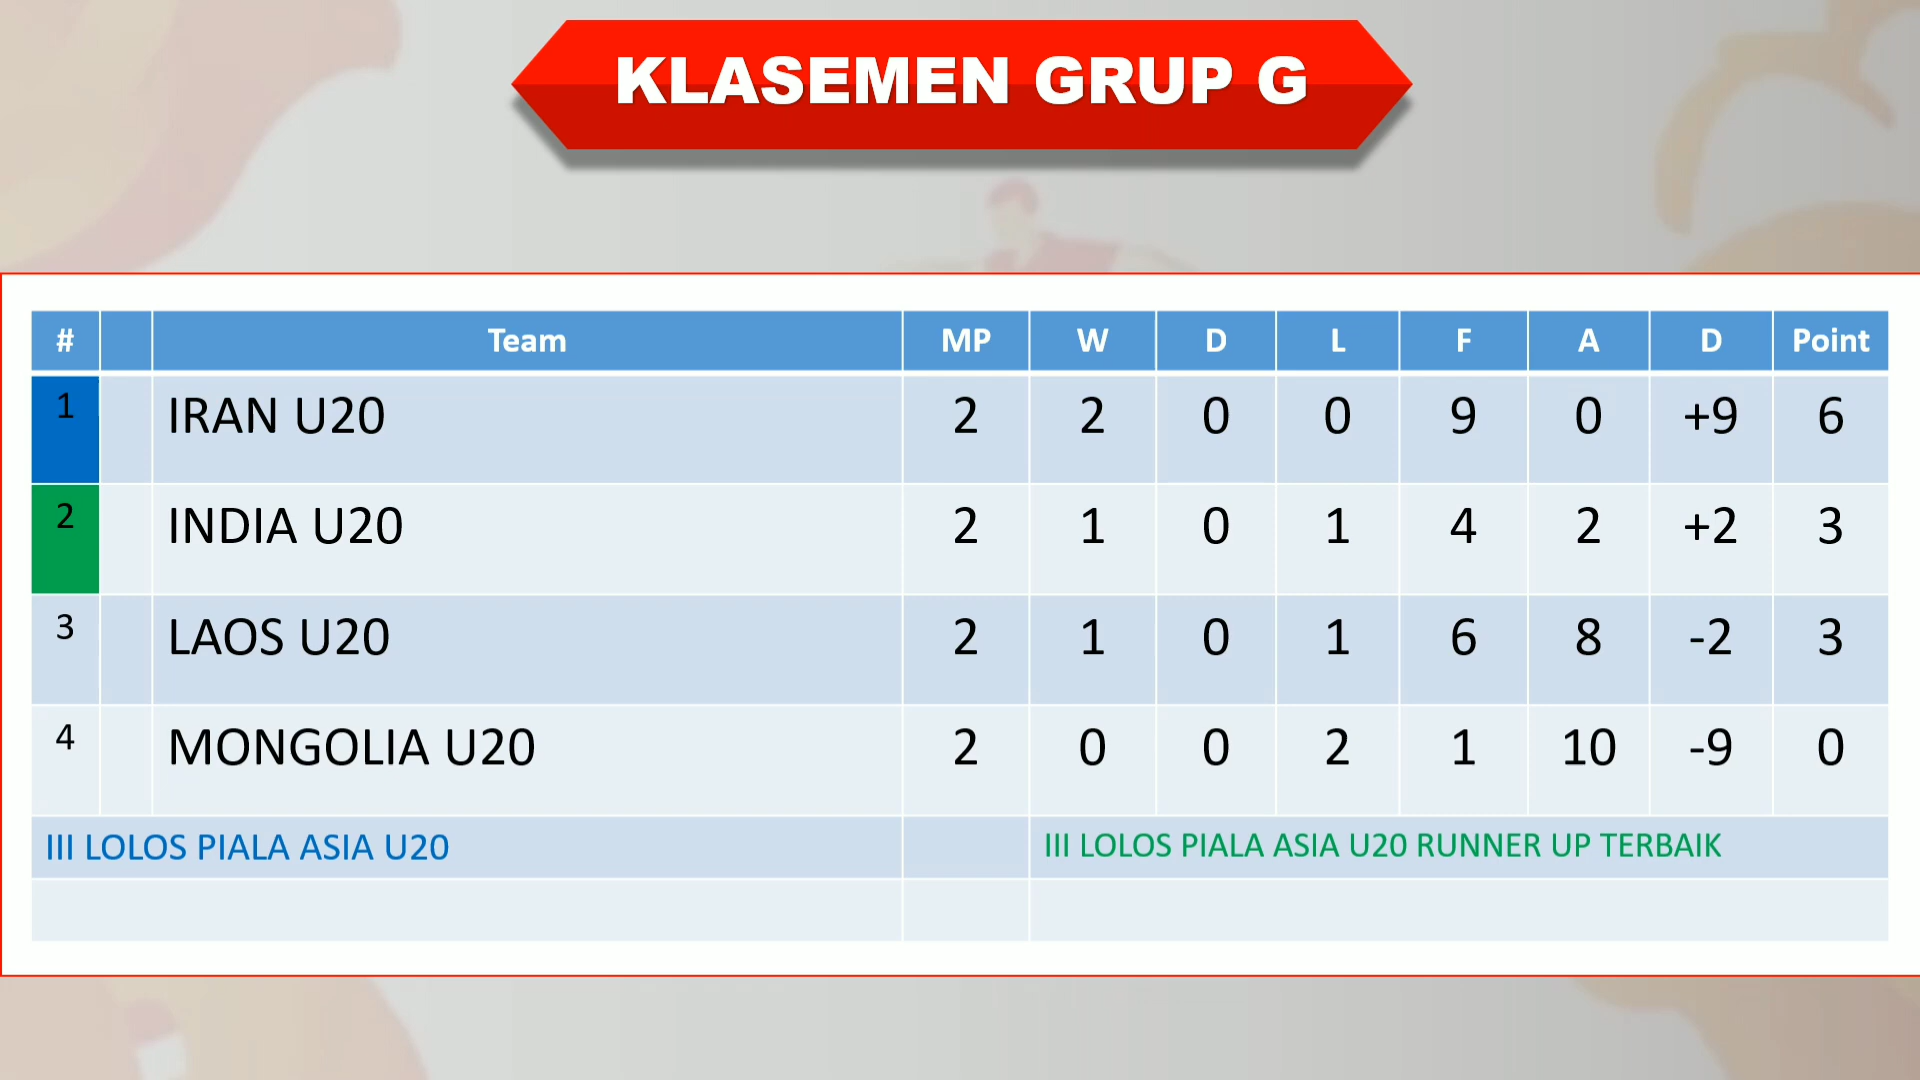 KLASEMEN GRUP G
# Team MP W D L F A D Point
1 IRAN U20 2 2 0 0 9 0 +9 6
2 INDIA U20 2 1 0 1 4 2 +2 3
3 LAOS U20 2 1 0 1 6 8 -2 3
4 MONGOLIA U20 2 0 0 2 1 10 -9 0
III LOLOS PIALA ASIA U20 III LOLOS PIALA ASIA U20 RUNNER UP TERBAIK